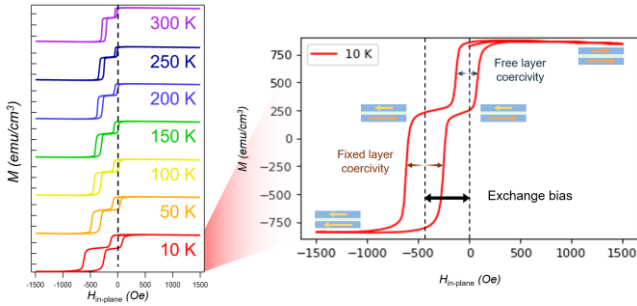 300 K
250 K
200 K
150 K
100 K
50 K
10 K
M (emu/cm³)
-1500 -1000 -500 0 500 1000 1500
H in-plane (Oe)
10 K
Free layer
coercivity
Fixed layer
coercivity
Exchange bias
M (emu/cm³)
750
500
250
0
−250
−500
−750
−1500 −1000 −500 0 500 1000 1500
H in-plane (Oe)